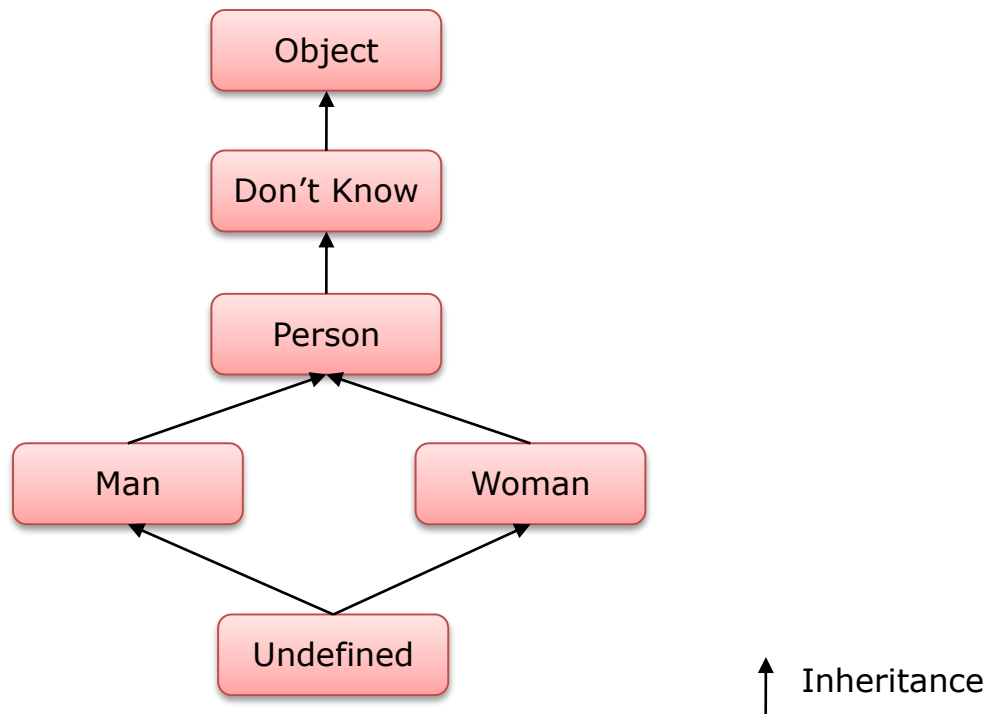 Object
Don’t Know
Person
Man
Woman
Undefined
Inheritance